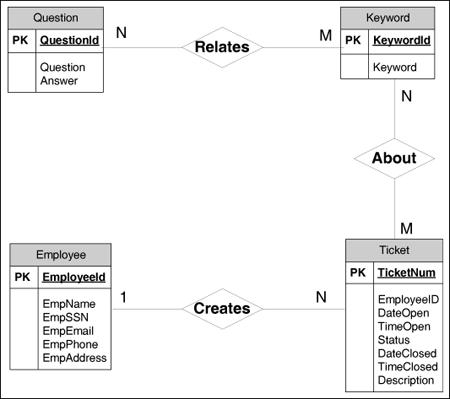 Question
PK QuestionId
Question
Answer
N
Relates
M
Keyword
PK KeywordId
Keyword
N
About
M
Employee
PK EmployeeId
EmpName
EmpSSN
EmpEmail
EmpPhone
EmpAddress
1
Creates
N
Ticket
PK TicketNum
EmployeeID
DateOpen
TimeOpen
Status
DateClosed
TimeClosed
Description